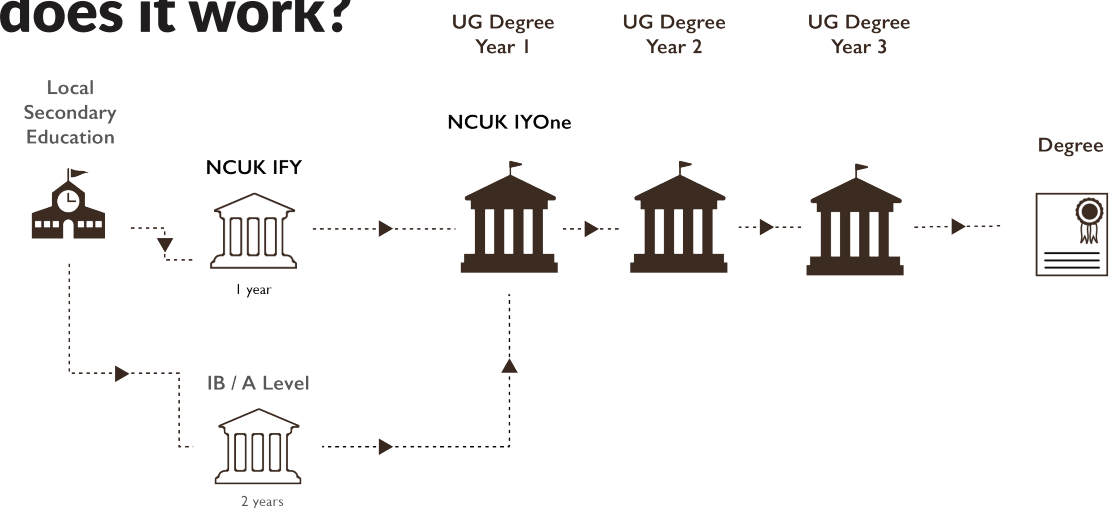 does it work?
UG Degree
Year 1
UG Degree
Year 2
UG Degree
Year 3
Local
Secondary
Education
NCUK IYOne
Degree
NCUK IFY
1 year
IB / A Level
2 years